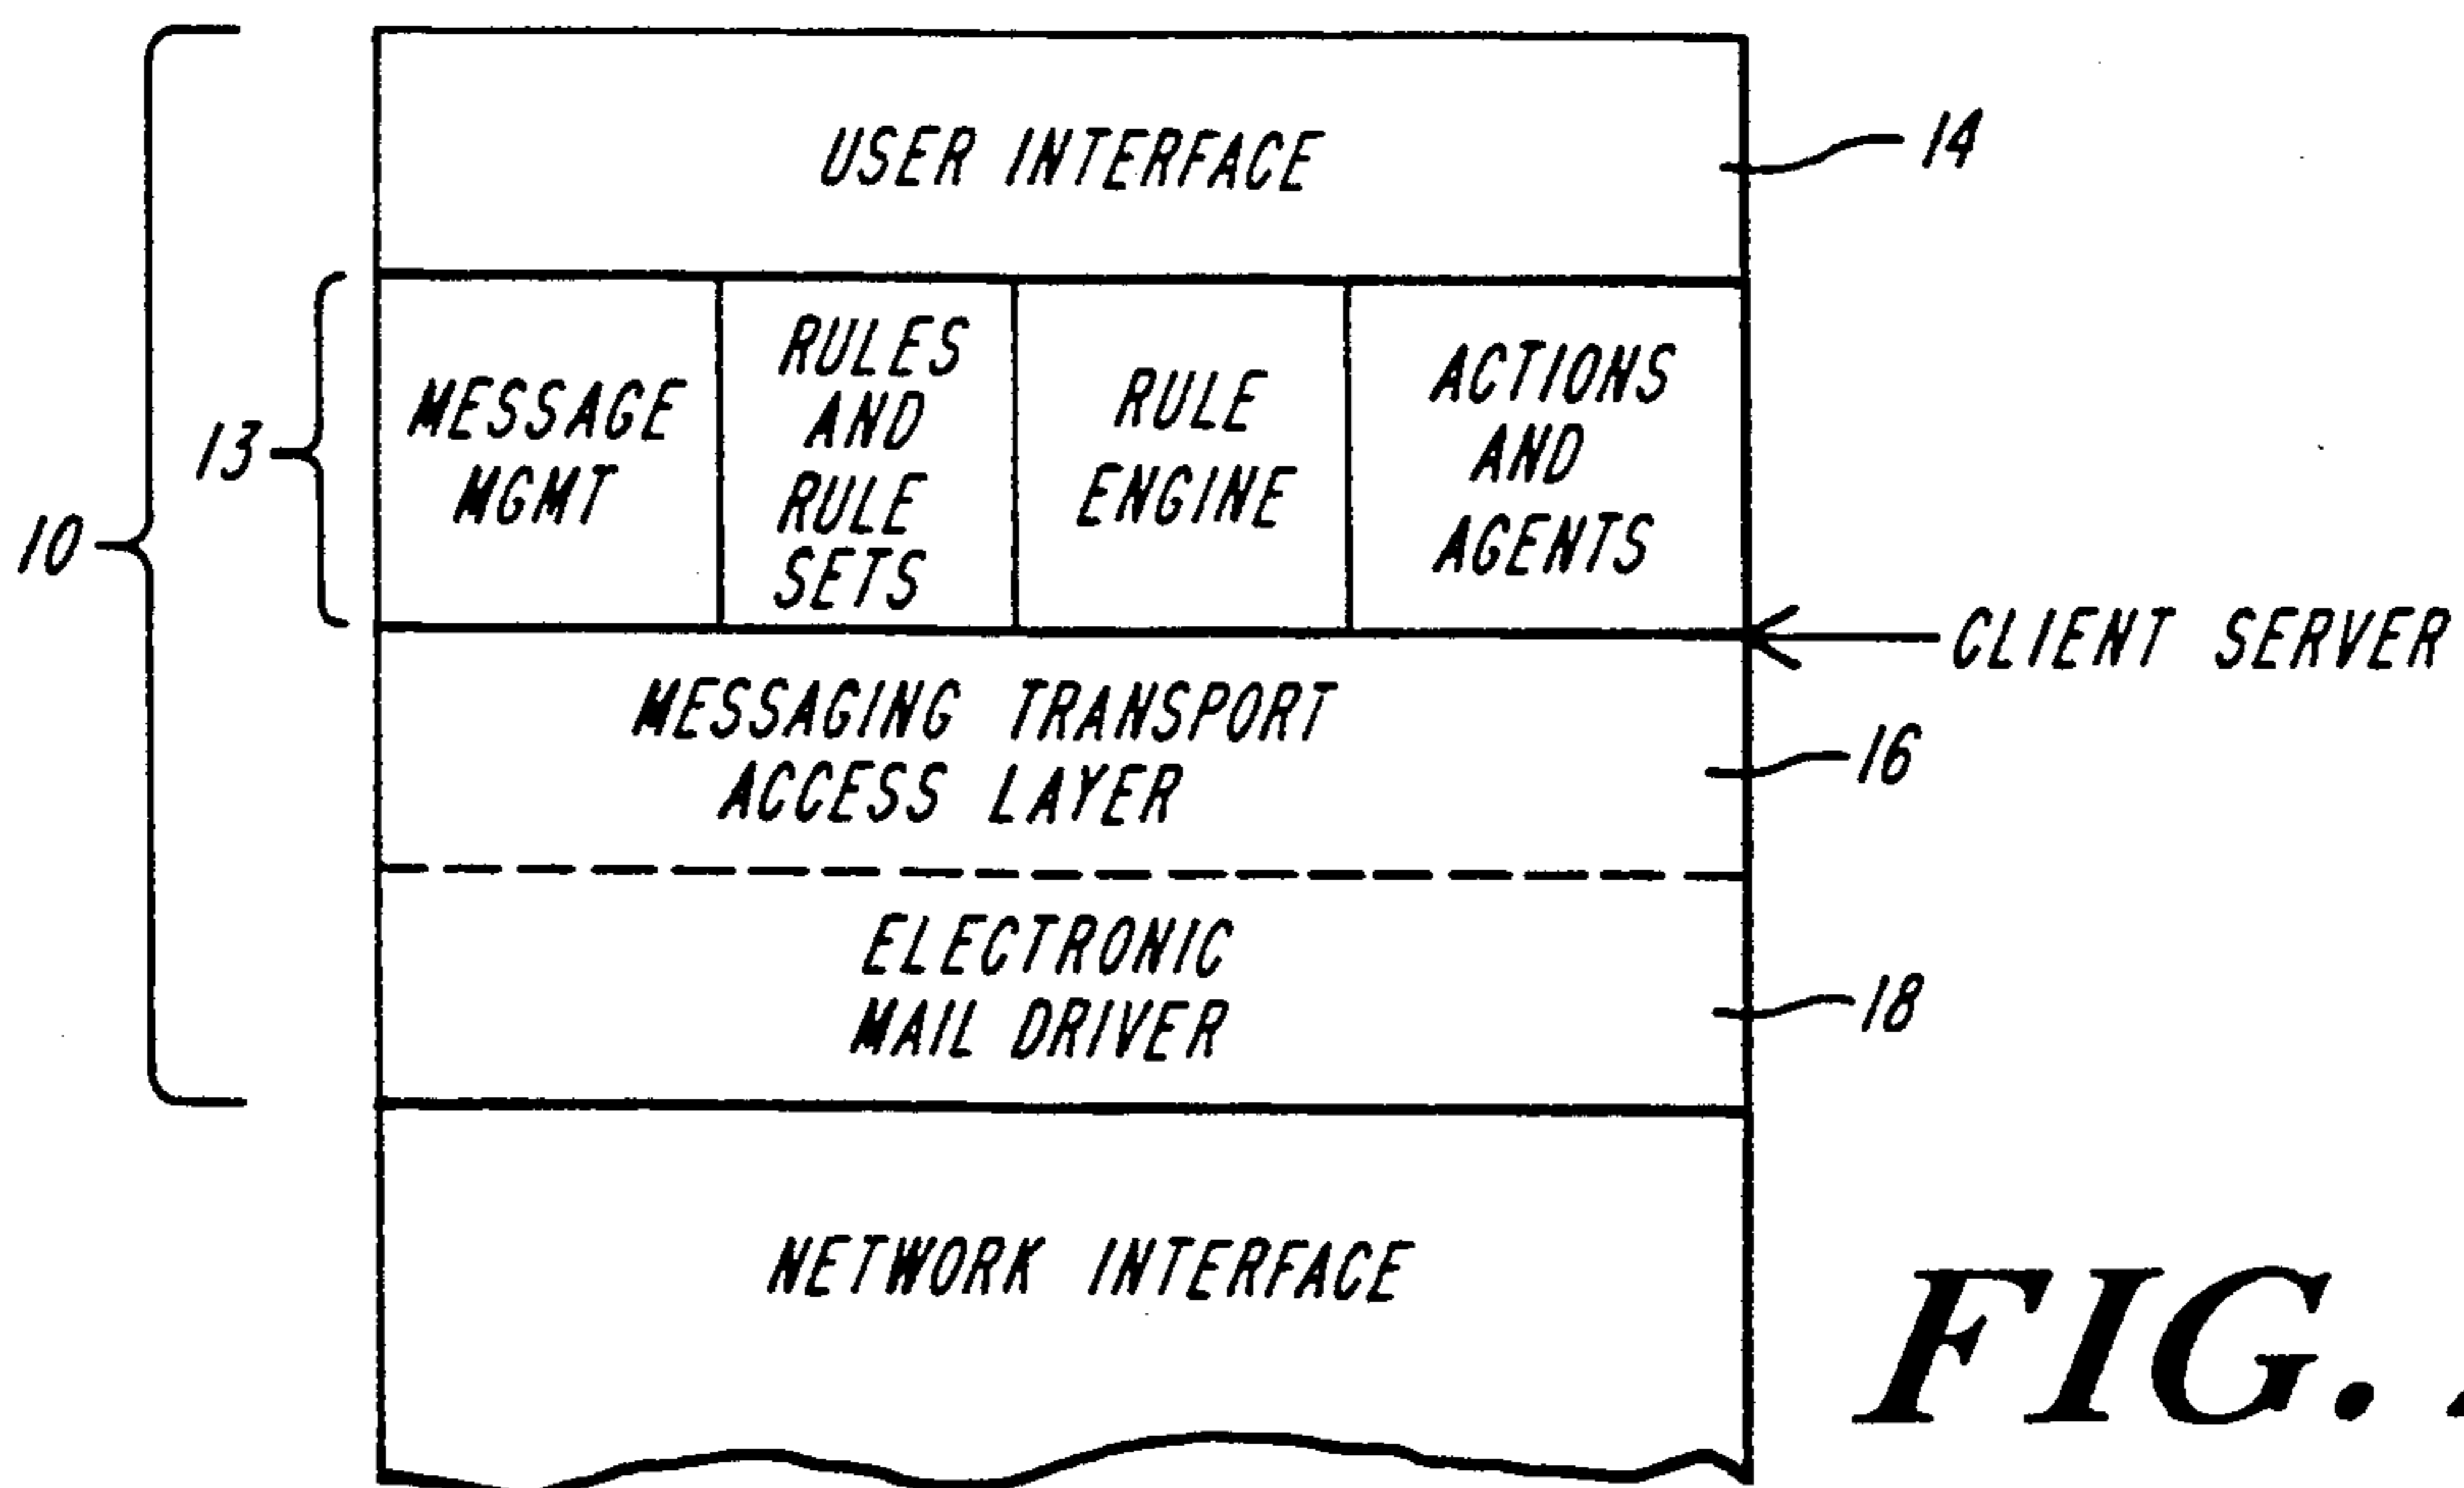 USER INTERFACE
14
MESSAGE
MGMT
RULES
AND
RULE
SETS
RULE
ENGINE
ACTIONS
AND
AGENTS
13
10
CLIENT SERVER
MESSAGING TRANSPORT
ACCESS LAYER
16
ELECTRONIC
MAIL DRIVER
18
NETWORK INTERFACE
FIG.